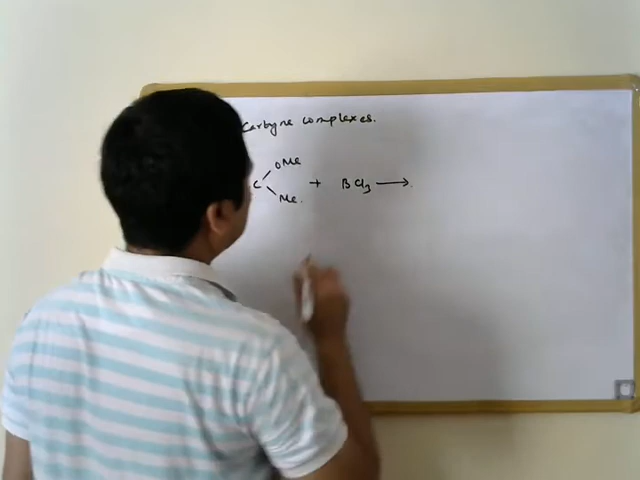 Carbyne complexes.
OMe
C + BCl3 ⟶
Me.